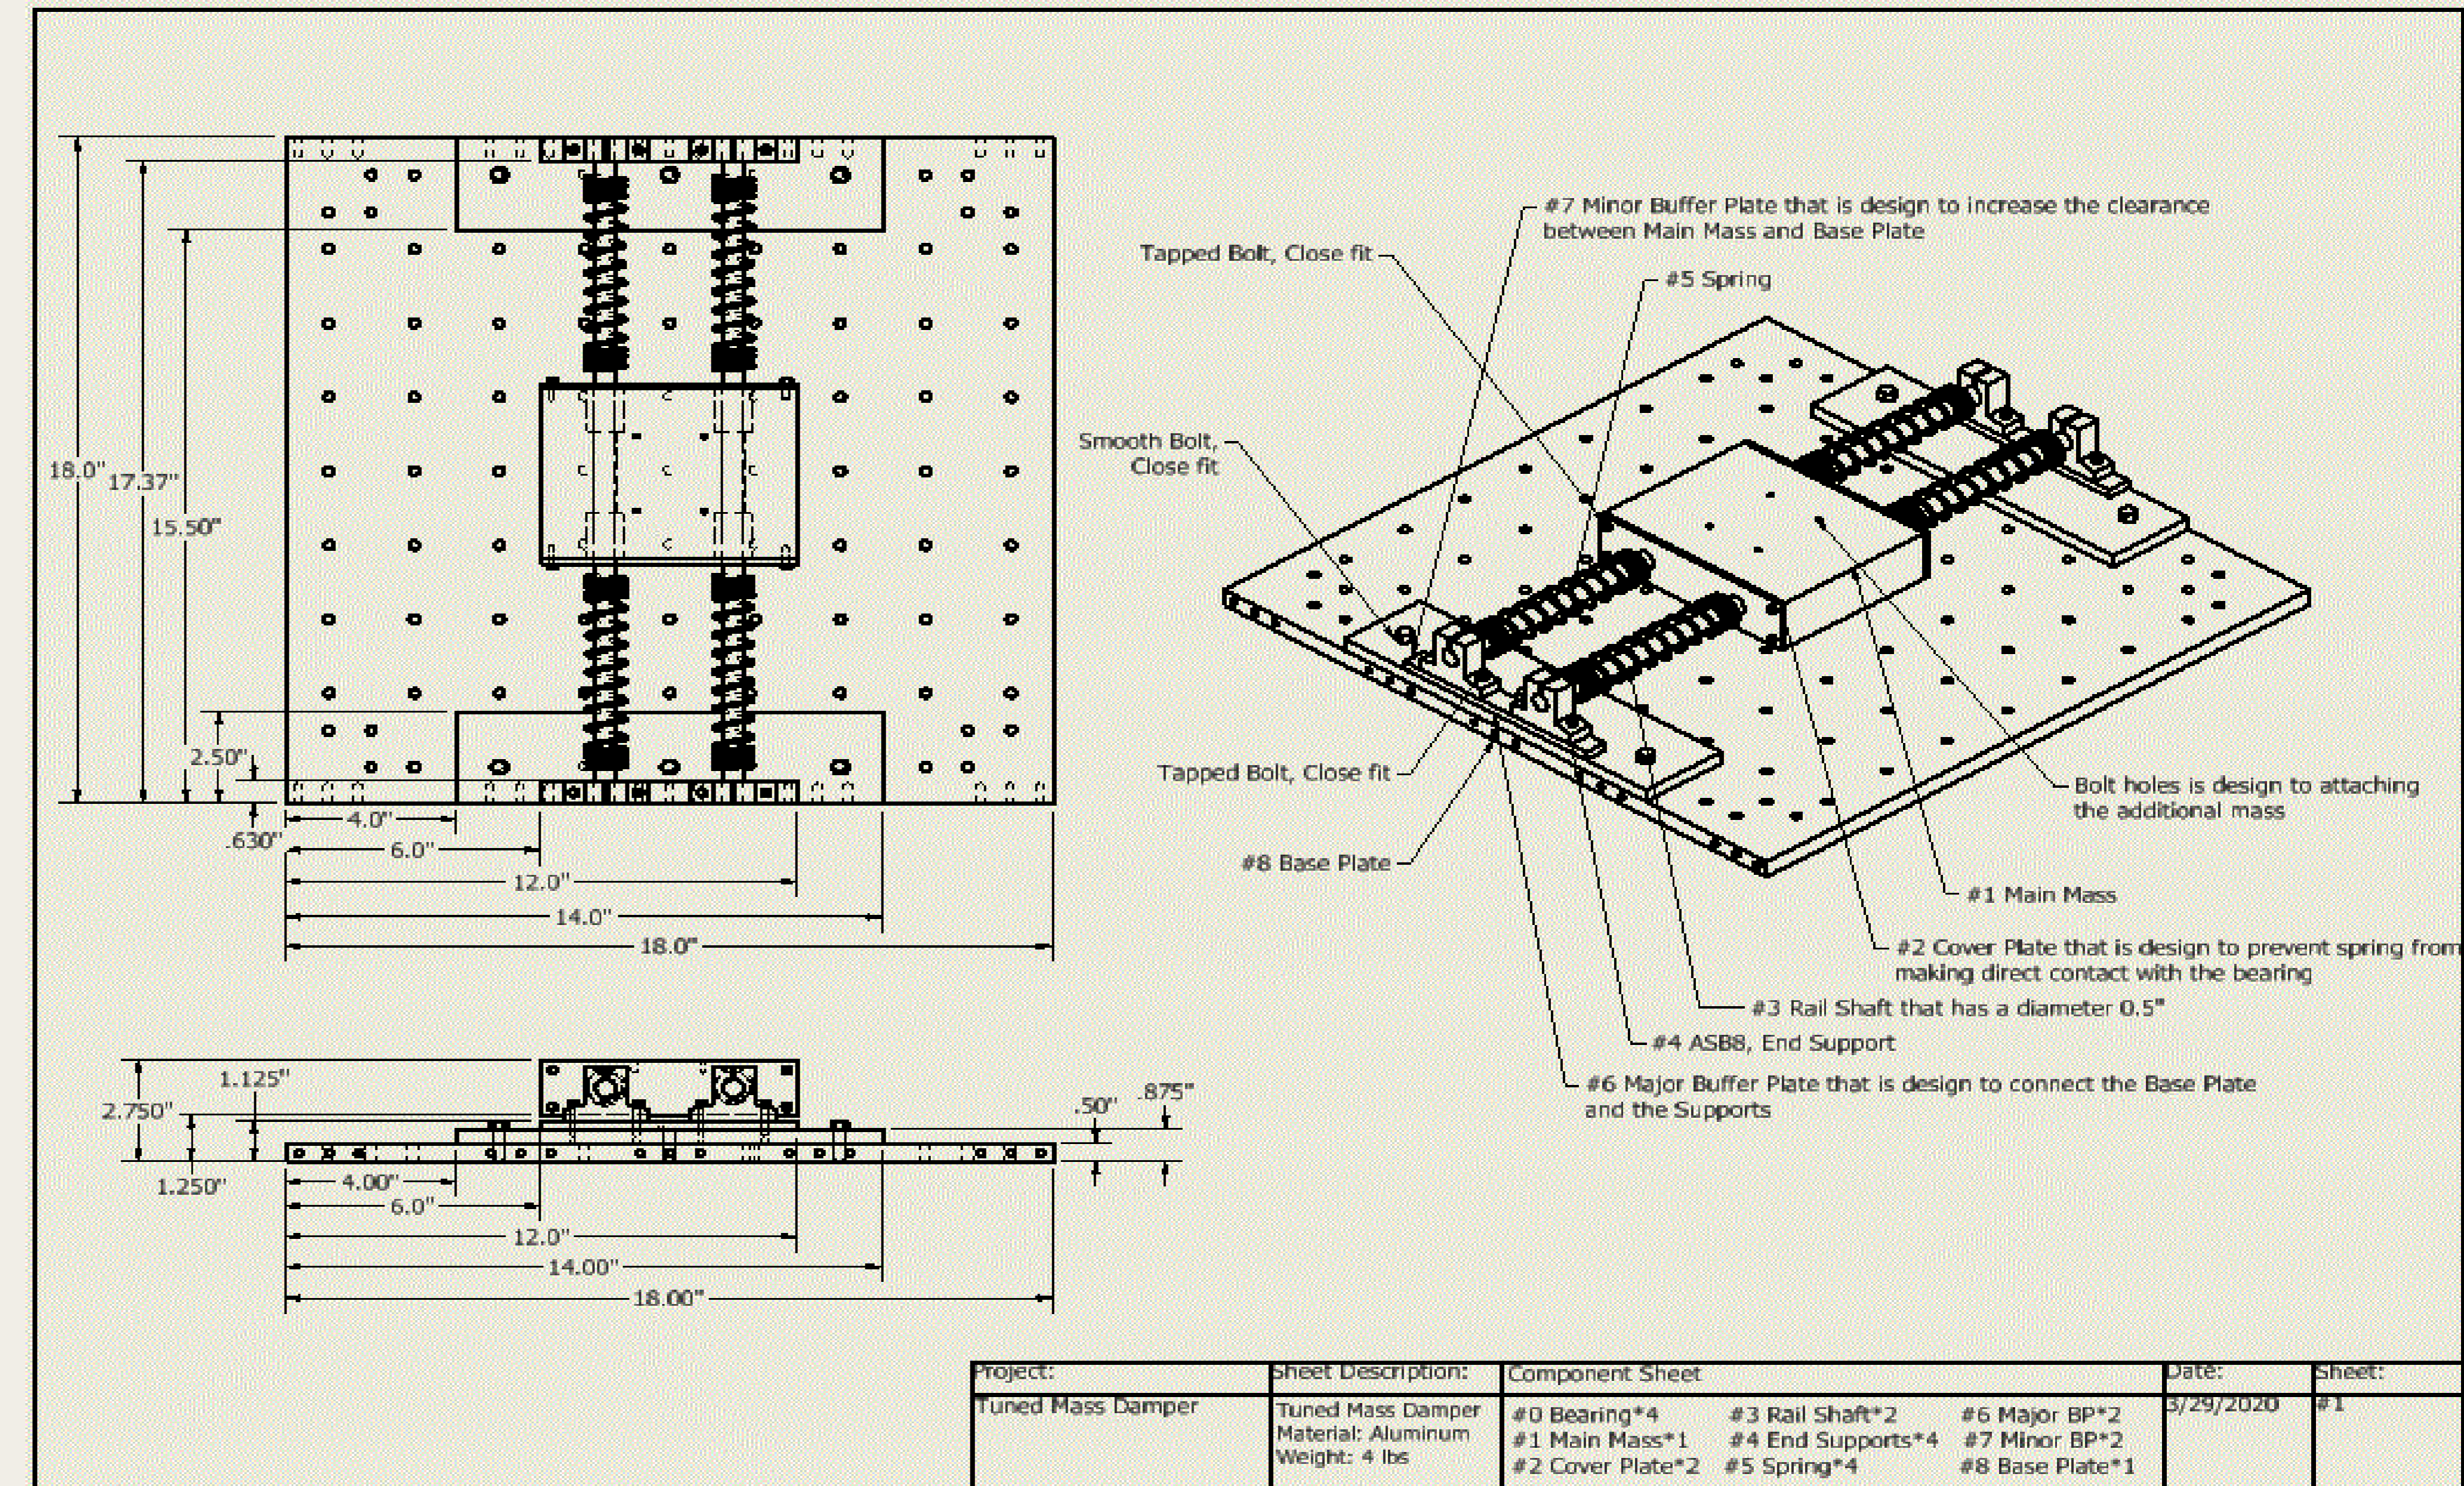 18.0"
17.37"
15.50"
2.50"
.630"
4.0"
6.0"
12.0"
14.0"
18.0"
#7 Minor Buffer Plate that is design to increase the clearance
between Main Mass and Base Plate
Tapped Bolt, Close fit
#5 Spring
Smooth Bolt,
Close fit
Tapped Bolt, Close fit
#8 Base Plate
Bolt holes is design to attaching
the additional mass
#1 Main Mass
#2 Cover Plate that is design to prevent spring from
making direct contact with the bearing
#3 Rail Shaft that has a diameter 0.5"
#4 ASB8, End Support
#6 Major Buffer Plate that is design to connect the Base Plate
and the Supports
2.750"
1.125"
1.250"
.50"
.875"
4.00"
6.0"
12.0"
14.00"
18.00"
Project:
Tuned Mass Damper
Sheet Description:
Tuned Mass Damper
Material: Aluminum
Weight: 4 lbs
Component Sheet
#0 Bearing*4 #3 Rail Shaft*2 #6 Major BP*2
#1 Main Mass*1 #4 End Supports*4 #7 Minor BP*2
#2 Cover Plate*2 #5 Spring*4 #8 Base Plate*1
Date:
3/29/2020
Sheet:
#1